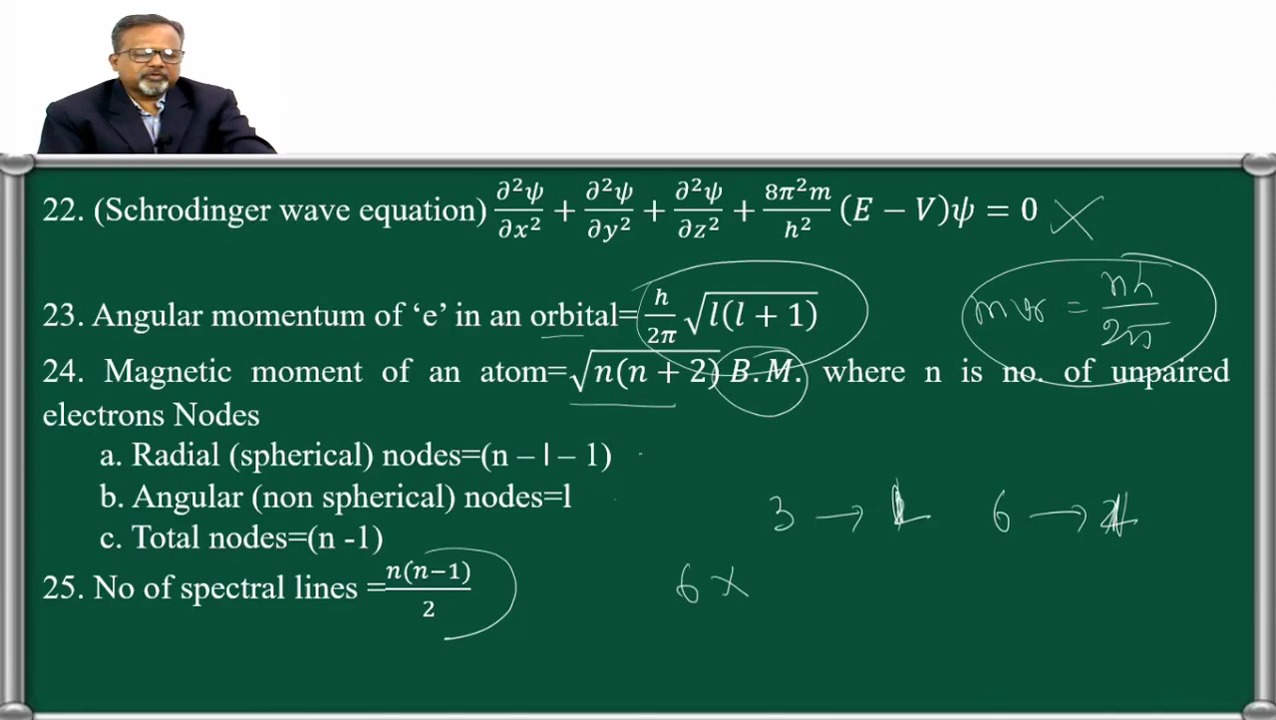 22. (Schrodinger wave equation) ∂²ψ/∂x² + ∂²ψ/∂y² + ∂²ψ/∂z² + 8π²m/h² (E − V)ψ = 0
23. Angular momentum of ‘e’ in an orbital= h/2π √l(l + 1)
mvr = nh/2π
24. Magnetic moment of an atom=√n(n + 2) B.M. where n is no. of unpaired
electrons Nodes
a. Radial (spherical) nodes=(n – l – 1)
b. Angular (non spherical) nodes=l
c. Total nodes=(n -1)
3 → 6 →
25. No of spectral lines =n(n−1)/2
6 x